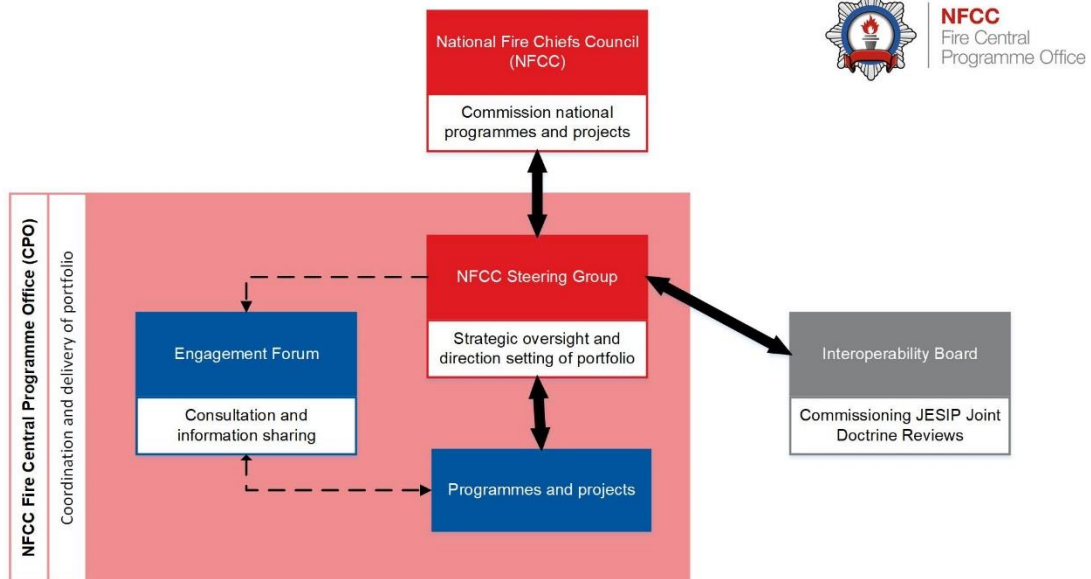 NFCC
Fire Central
Programme Office
National Fire Chiefs Council
(NFCC)
Commission national
programmes and projects
NFCC Fire Central Programme Office (CPO)
Coordination and delivery of portfolio
NFCC Steering Group
Strategic oversight and
direction setting of portfolio
Engagement Forum
Consultation and
information sharing
Interoperability Board
Commissioning JESIP Joint
Doctrine Reviews
Programmes and projects